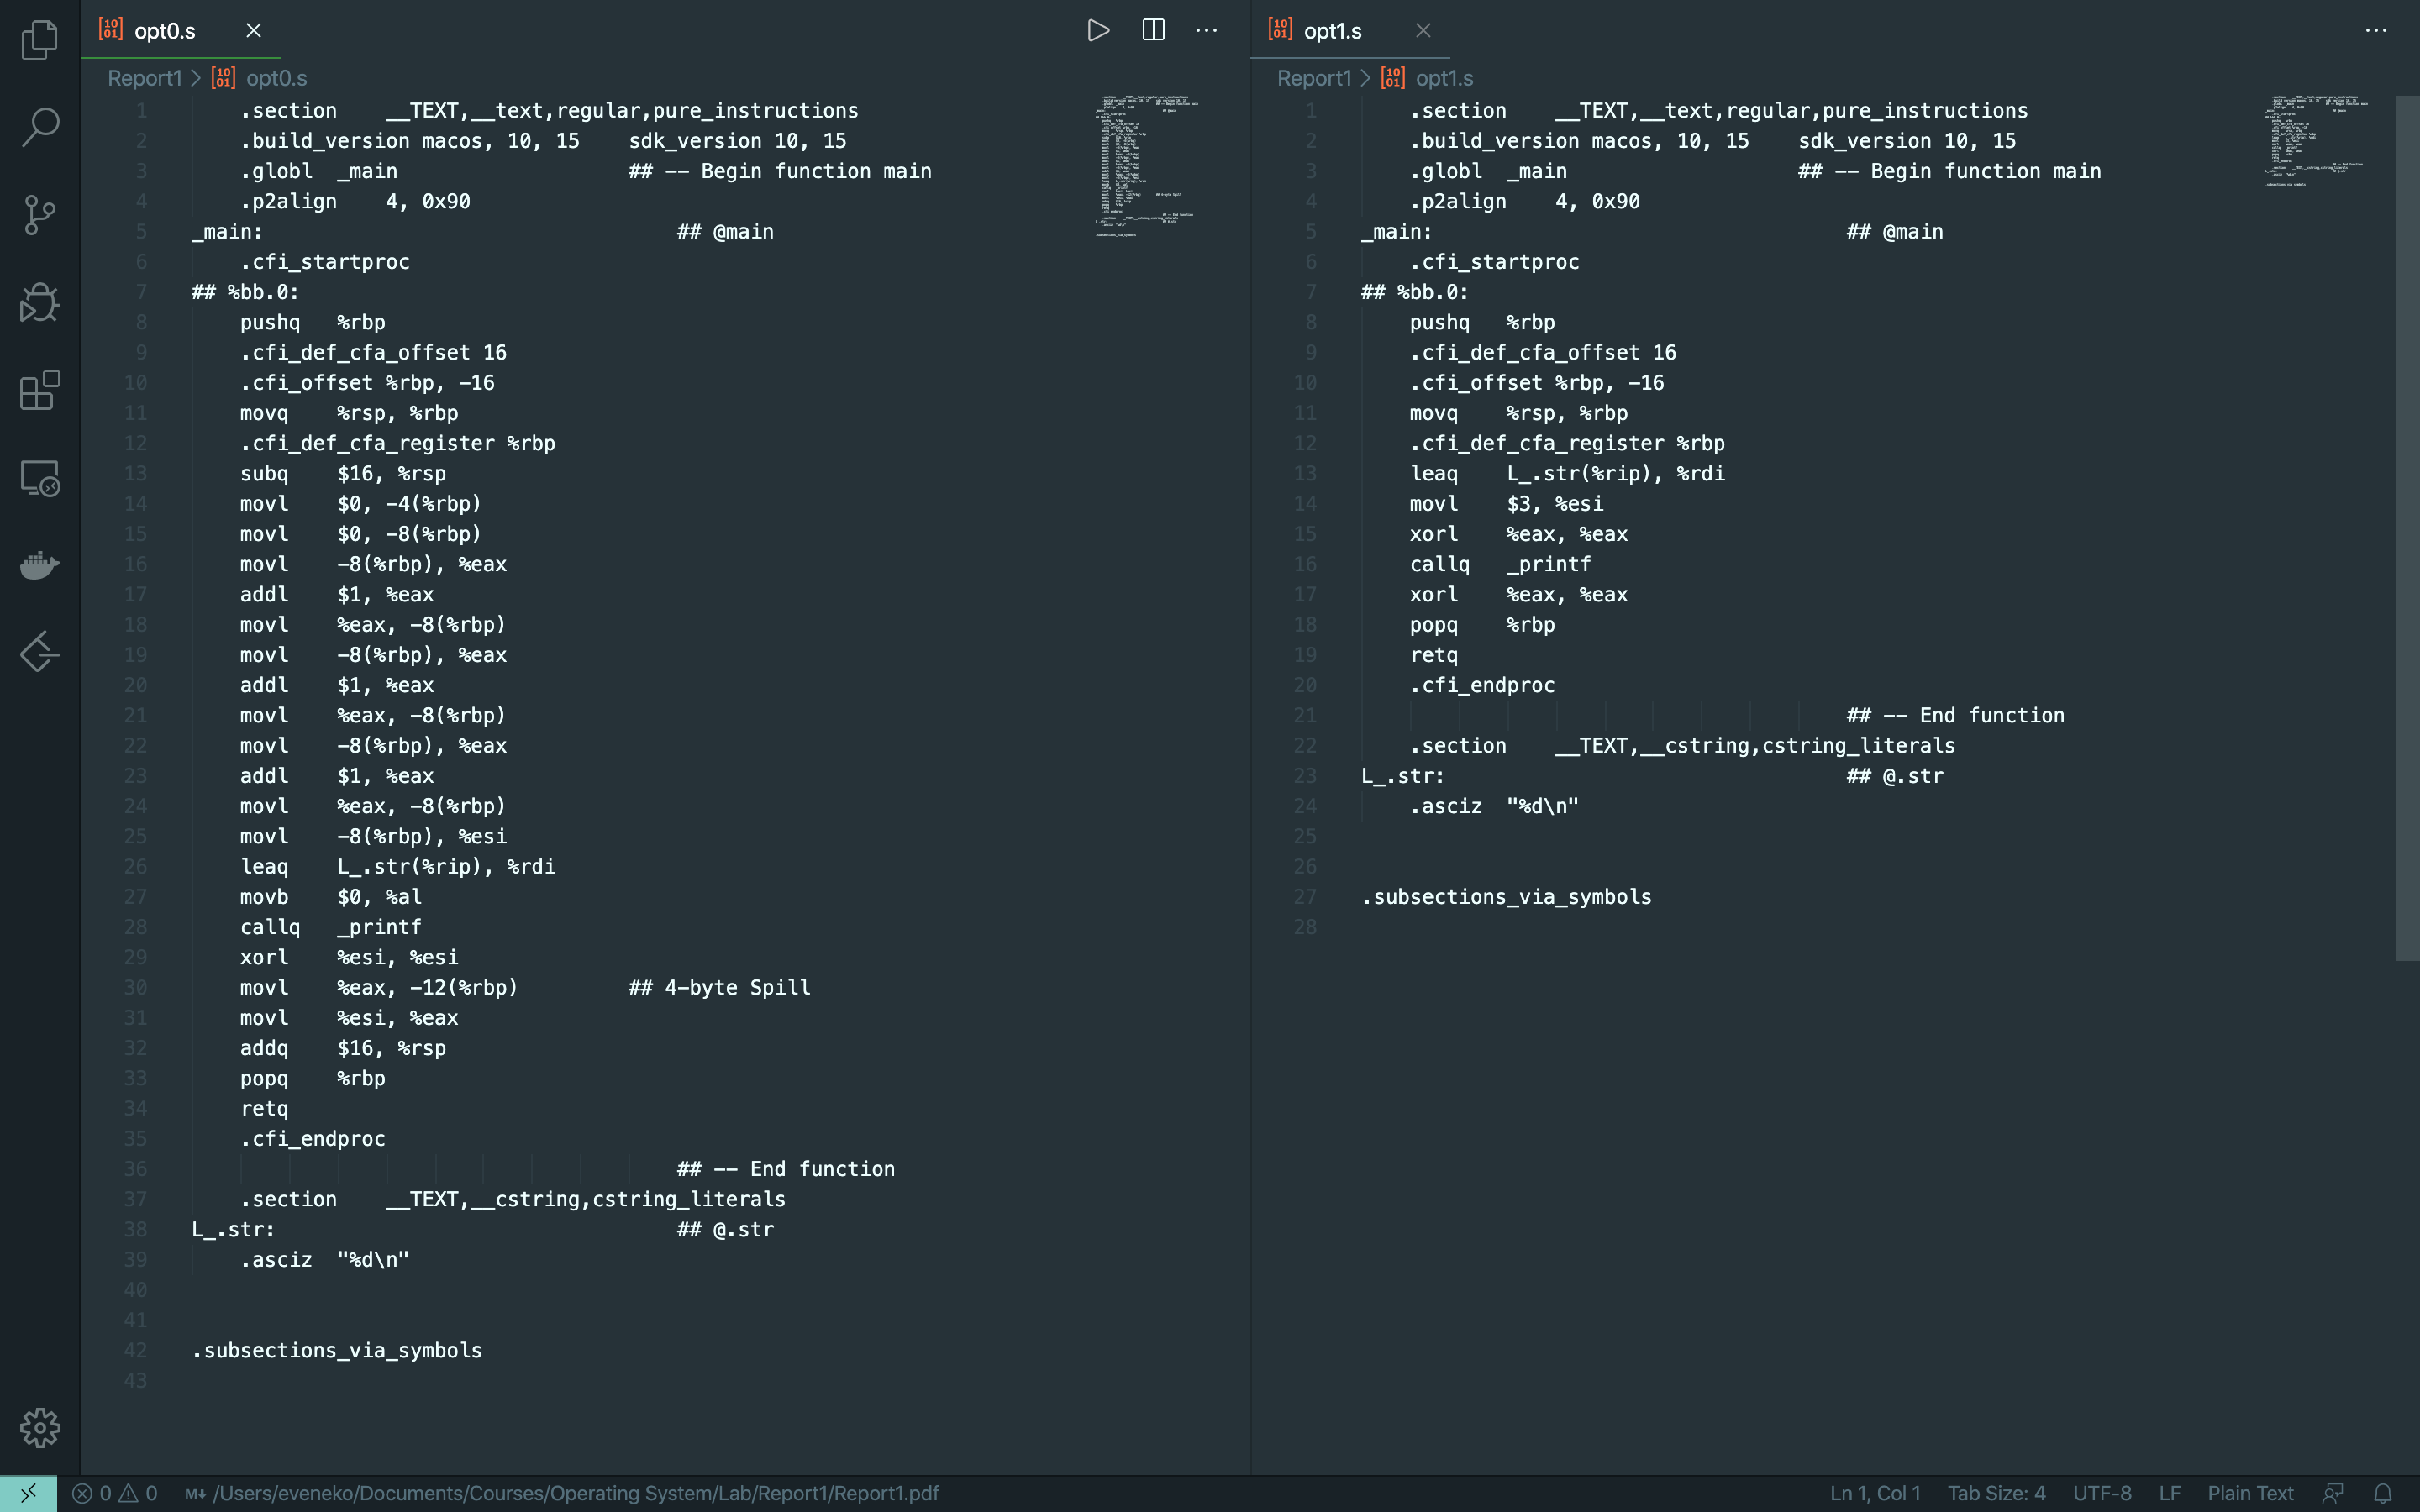 opt0.s
Report1 > opt0.s
1 .section __TEXT,__text,regular,pure_instructions
2 .build_version macos, 10, 15 sdk_version 10, 15
3 .globl _main ## -- Begin function main
4 .p2align 4, 0x90
5 _main: ## @main
6 .cfi_startproc
7 ## %bb.0:
8 pushq %rbp
9 .cfi_def_cfa_offset 16
10 .cfi_offset %rbp, -16
11 movq %rsp, %rbp
12 .cfi_def_cfa_register %rbp
13 subq $16, %rsp
14 movl $0, -4(%rbp)
15 movl $0, -8(%rbp)
16 movl -8(%rbp), %eax
17 addl $1, %eax
18 movl %eax, -8(%rbp)
19 movl -8(%rbp), %eax
20 addl $1, %eax
21 movl %eax, -8(%rbp)
22 movl -8(%rbp), %eax
23 addl $1, %eax
24 movl %eax, -8(%rbp)
25 movl -8(%rbp), %esi
26 leaq L_.str(%rip), %rdi
27 movb $0, %al
28 callq _printf
29 xorl %esi, %esi
30 movl %eax, -12(%rbp) ## 4-byte Spill
31 movl %esi, %eax
32 addq $16, %rsp
33 popq %rbp
34 retq
35 .cfi_endproc
36 ## -- End function
37 .section __TEXT,__cstring,cstring_literals
38 L_.str: ## @.str
39 .asciz "%d\n"
40
41
42 .subsections_via_symbols
43
opt1.s
Report1 > opt1.s
1 .section __TEXT,__text,regular,pure_instructions
2 .build_version macos, 10, 15 sdk_version 10, 15
3 .globl _main ## -- Begin function main
4 .p2align 4, 0x90
5 _main: ## @main
6 .cfi_startproc
7 ## %bb.0:
8 pushq %rbp
9 .cfi_def_cfa_offset 16
10 .cfi_offset %rbp, -16
11 movq %rsp, %rbp
12 .cfi_def_cfa_register %rbp
13 leaq L_.str(%rip), %rdi
14 movl $3, %esi
15 xorl %eax, %eax
16 callq _printf
17 xorl %eax, %eax
18 popq %rbp
19 retq
20 .cfi_endproc
21 ## -- End function
22 .section __TEXT,__cstring,cstring_literals
23 L_.str: ## @.str
24 .asciz "%d\n"
25
26
27 .subsections_via_symbols
28
0 0 M↓ /Users/eveneko/Documents/Courses/Operating System/Lab/Report1/Report1.pdf Ln 1, Col 1 Tab Size: 4 UTF-8 LF Plain Text